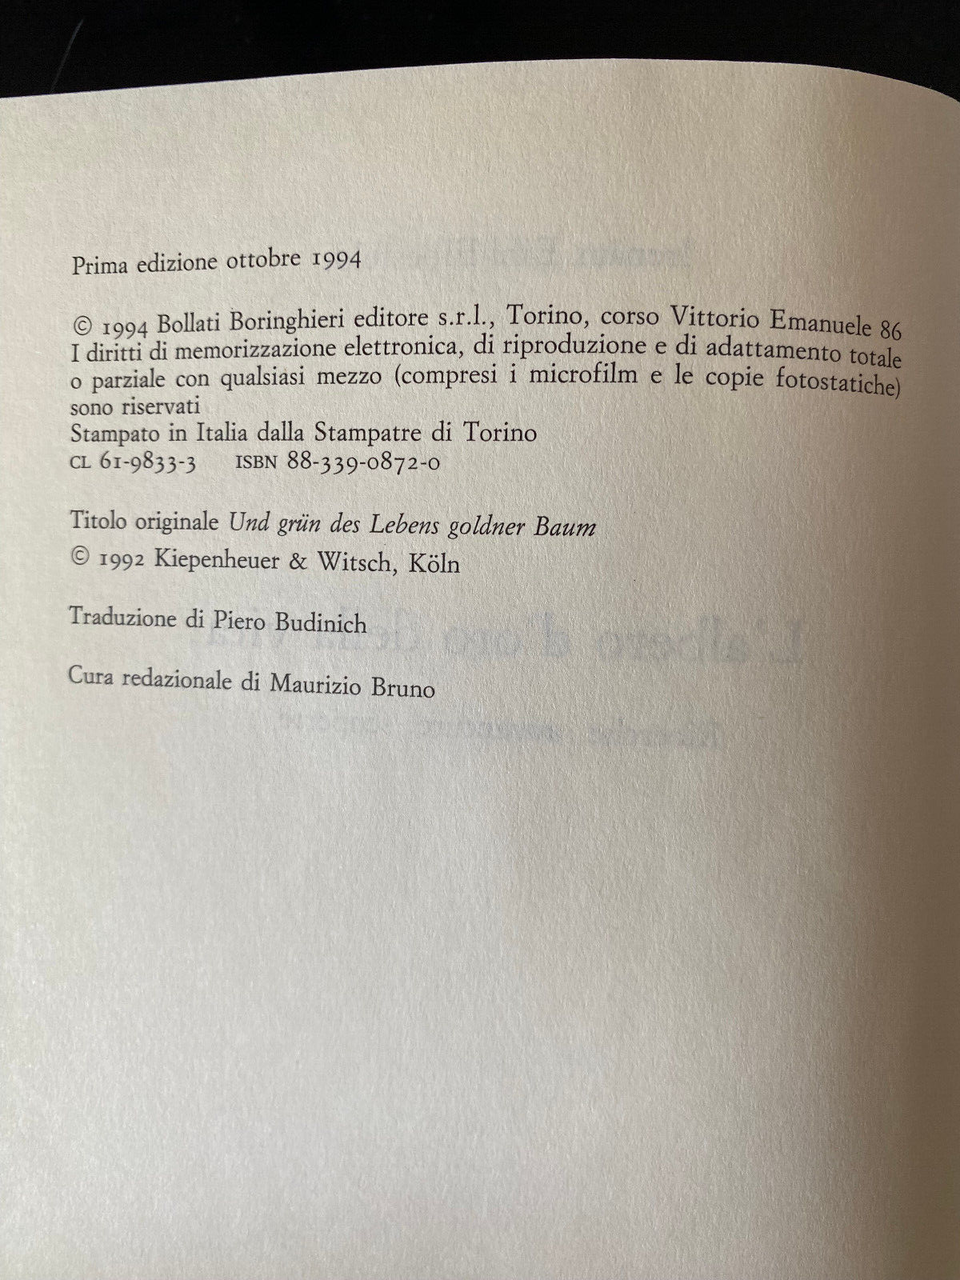 Prima edizione ottobre 1994
© 1994 Bollati Boringhieri editore s.r.l., Torino, corso Vittorio Emanuele 86
I diritti di memorizzazione elettronica, di riproduzione e di adattamento totale
o parziale con qualsiasi mezzo (compresi i microfilm e le copie fotostatiche)
sono riservati
Stampato in Italia dalla Stampatre di Torino
CL 61-9833-3 ISBN 88-339-0872-0
Titolo originale Und grün des Lebens goldner Baum
© 1992 Kiepenheuer & Witsch, Köln
Traduzione di Piero Budinich
Cura redazionale di Maurizio Bruno